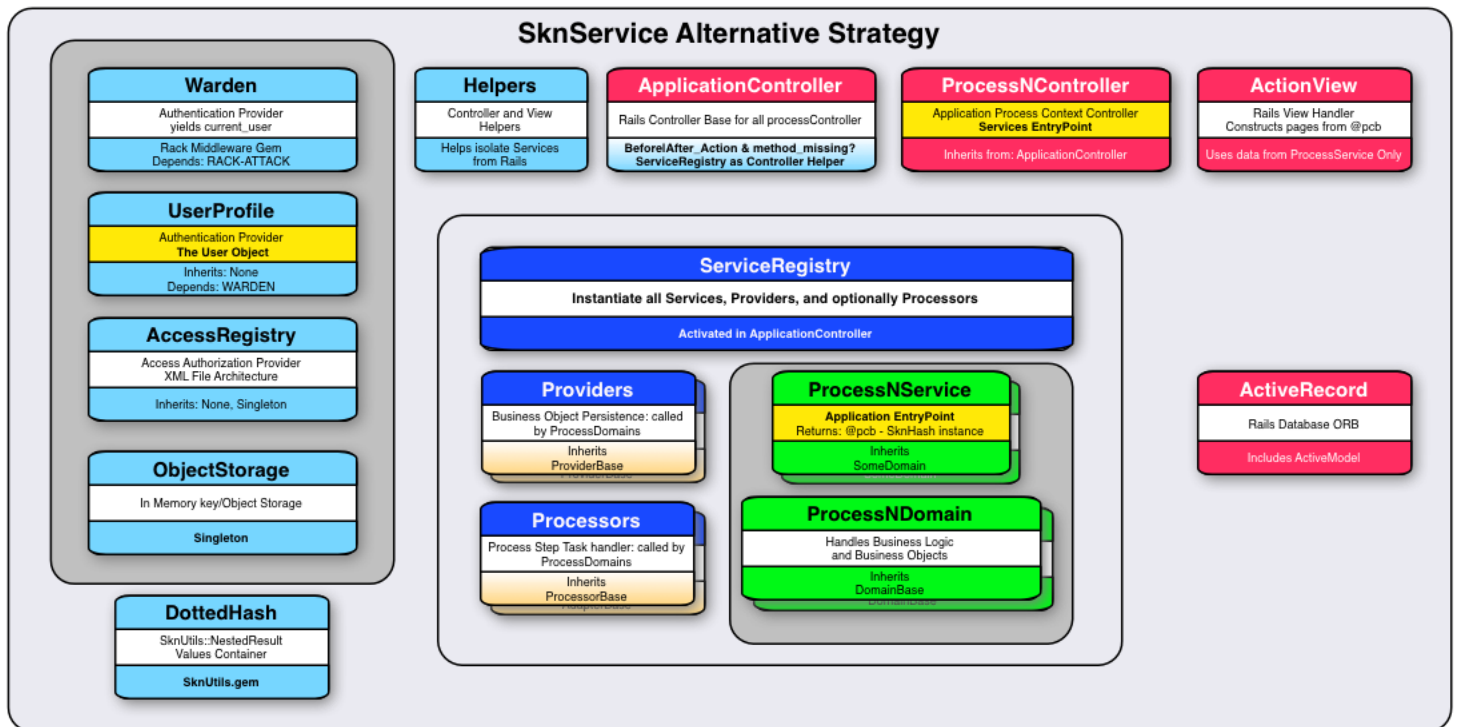 SknService Alternative Strategy
Warden
Authentication Provider
yields current_user
Rack Middleware Gem
Depends: RACK-ATTACK
UserProfile
Authentication Provider
The User Object
Inherits: None
Depends: WARDEN
AccessRegistry
Access Authorization Provider
XML File Architecture
Inherits: None, Singleton
ObjectStorage
In Memory key/Object Storage
Singleton
DottedHash
SknUtils::NestedResult
Values Container
SknUtils.gem
Helpers
Controller and View
Helpers
Helps isolate Services
from Rails
ApplicationController
Rails Controller Base for all processController
Before|After_Action & method_missing?
ServiceRegistry as Controller Helper
ProcessNController
Application Process Context Controller
Services EntryPoint
Inherits from: ApplicationController
ActionView
Rails View Handler
Constructs pages from @pcb
Uses data from ProcessService Only
ServiceRegistry
Instantiate all Services, Providers, and optionally Processors
Activated in ApplicationController
Providers
Business Object Persistence: called
by ProcessDomains
Inherits
ProviderBase
ProviderBase
Processors
Process Step Task handler: called by
ProcessDomains
Inherits
ProcessorBase
AdapterBase
ProcessNService
Application EntryPoint
Returns: @pcb - SknHash instance
Inherits
SomeDomain
SomeDomain
ProcessNDomain
Handles Business Logic
and Business Objects
Inherits
DomainBase
DomainBase
ActiveRecord
Rails Database ORB
Includes ActiveModel